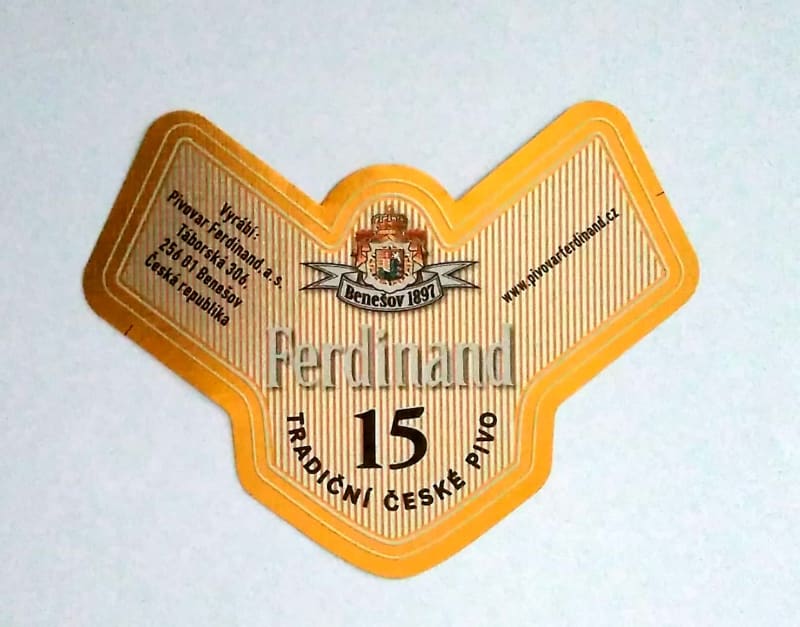 Vyrábí:
Pivovar Ferdinand, a. s.
Táborská 306,
256 01 Benešov
Česká republika
Benešov 1897
www.pivovarferdinand.cz
Ferdinand
15
TRADIČNÍ ČESKÉ PIVO